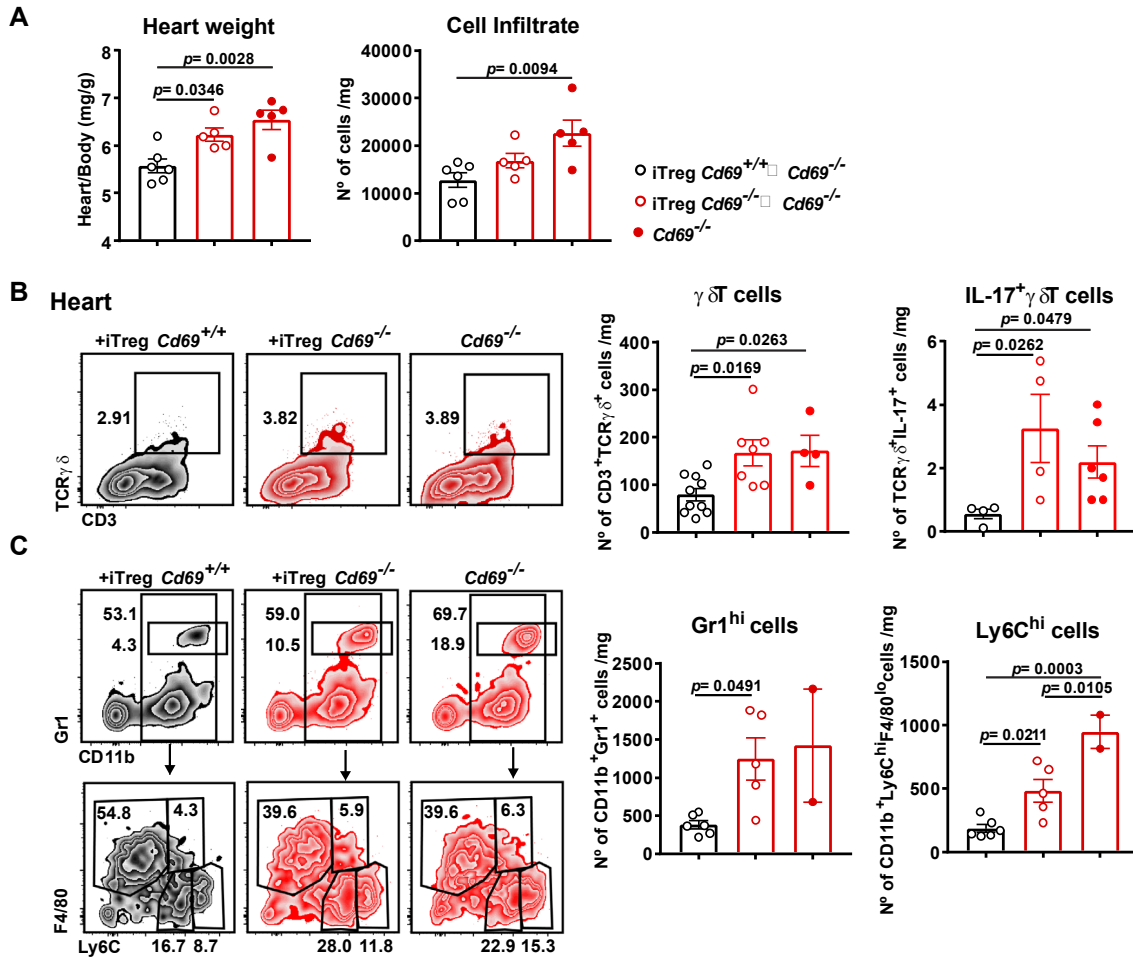 A
Heart weight
Heart/Body (mg/g)
8
7
6
5
4
p= 0.0028
p= 0.0346
Cell Infiltrate
Nº of cells /mg
40000
30000
20000
10000
0
p= 0.0094
iTreg Cd69+/+□ Cd69-/-
iTreg Cd69-/-□ Cd69-/-
Cd69-/-
B
Heart
+iTreg Cd69+/+
+iTreg Cd69-/-
Cd69-/-
2.91
3.82
3.89
TCRγδ
CD3
γδT cells
Nº of CD3+TCRγδ+ cells /mg
400
300
200
100
0
p= 0.0263
p= 0.0169
IL-17+γδT cells
Nº of TCRγδ+IL-17+ cells /mg
6
4
2
0
p= 0.0479
p= 0.0262
C
+iTreg Cd69+/+
+iTreg Cd69-/-
Cd69-/-
53.1
4.3
59.0
10.5
69.7
18.9
Gr1
CD11b
54.8
4.3
39.6
5.9
39.6
6.3
F4/80
Ly6C
16.7 8.7
28.0 11.8
22.9 15.3
Gr1hi cells
Nº of CD11b+Gr1+ cells /mg
2500
2000
1500
1000
500
0
p= 0.0491
Ly6Chi cells
Nº of CD11b+Ly6ChiF4/80locells /mg
1500
1000
500
0
p= 0.0003
p= 0.0105
p= 0.0211